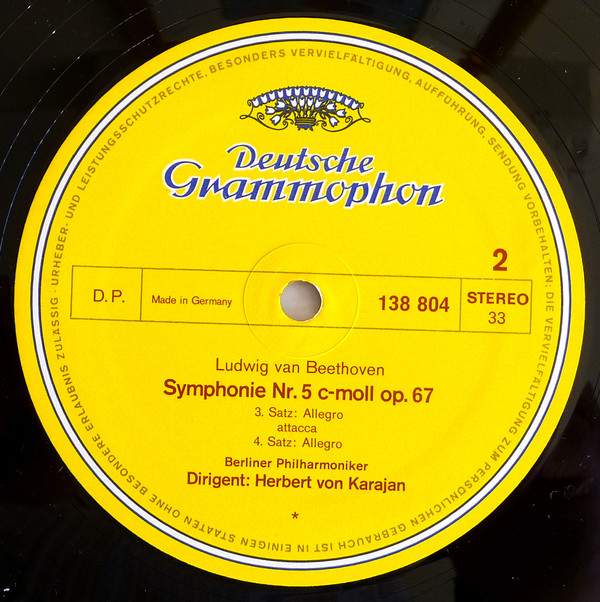 URHEBER- UND LEISTUNGSSCHUTZRECHTE, BESONDERS VERVIELFÄLTIGUNG, AUFFÜHRUNG, SENDUNG VORBEHALTEN: DIE VERVIELFÄLTIGUNG ZUM PERSÖNLICHEN GEBRAUCH IST IN EINIGEN STAATEN OHNE BESONDERE ERLAUBNIS ZULÄSSIG ·
Deutsche
Grammophon
2
D.P.
Made in Germany
138 804
STEREO
33
Ludwig van Beethoven
Symphonie Nr. 5 c-moll op. 67
3. Satz: Allegro
attacca
4. Satz: Allegro
Berliner Philharmoniker
Dirigent: Herbert von Karajan
*